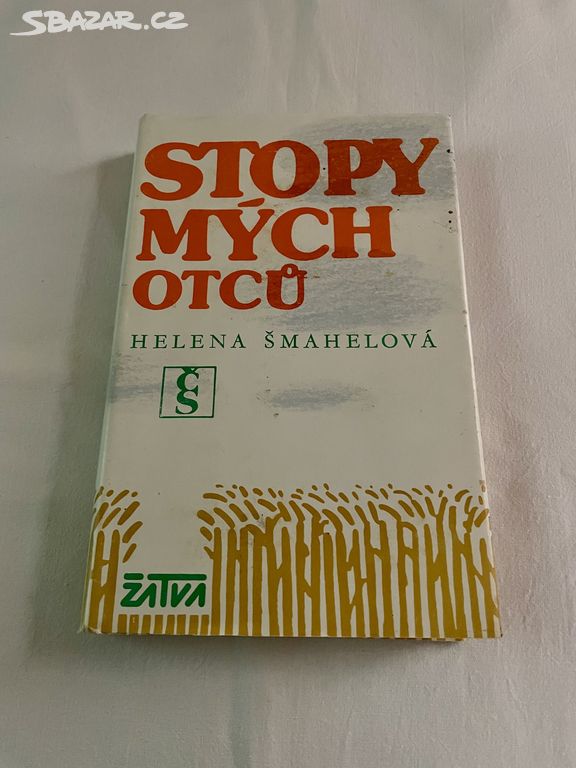 SBAZAR.CZ
STOPY
MÝCH
OTCŮ
HELENA ŠMAHELOVÁ
ČS
ŽATVA